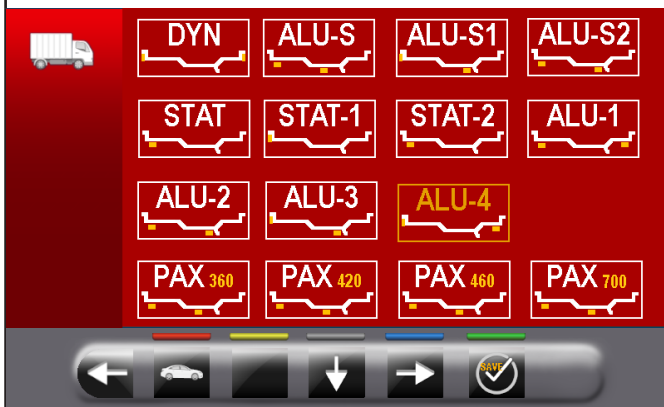 DYN ALU-S ALU-S1 ALU-S2
STAT STAT-1 STAT-2 ALU-1
ALU-2 ALU-3 ALU-4
PAX 360 PAX 420 PAX 460 PAX 700
SAVE